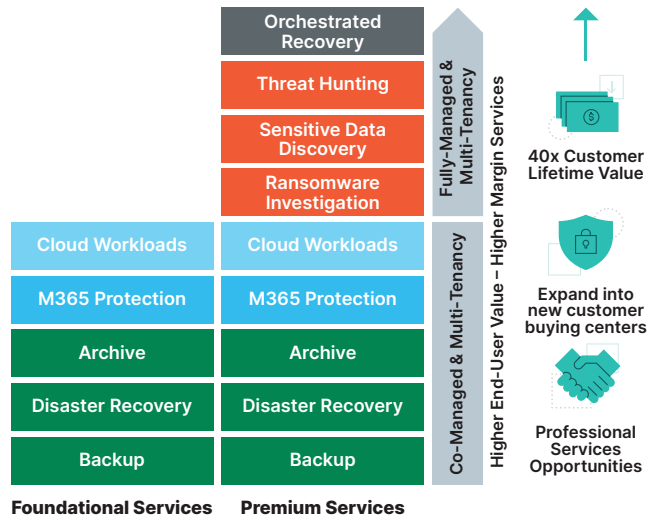 Orchestrated
Recovery
Threat Hunting
Sensitive Data
Discovery
Ransomware
Investigation
Cloud Workloads
Cloud Workloads
M365 Protection
M365 Protection
Archive
Archive
Disaster Recovery
Disaster Recovery
Backup
Backup
Foundational Services
Premium Services
Fully-Managed &
Multi-Tenancy
Co-Managed & Multi-Tenancy
Higher End-User Value – Higher Margin Services
$
40x Customer
Lifetime Value
Expand into
new customer
buying centers
Professional
Services
Opportunities